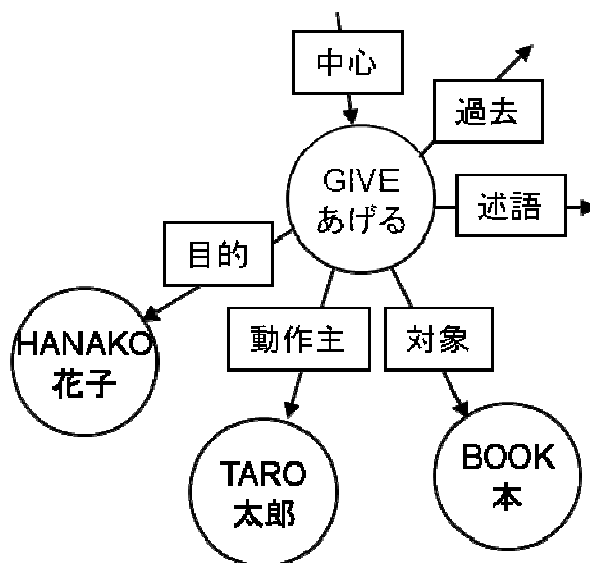 中心
過去
GIVE
あげる
述語
目的
HANAKO
花子
動作主
対象
TARO
太郎
BOOK
本